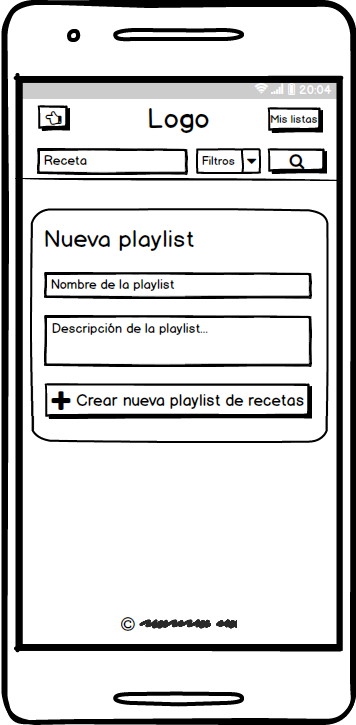 20:04
Logo
Mis listas
Receta
Filtros
Nueva playlist
Nombre de la playlist
Descripción de la playlist...
Crear nueva playlist de recetas
©